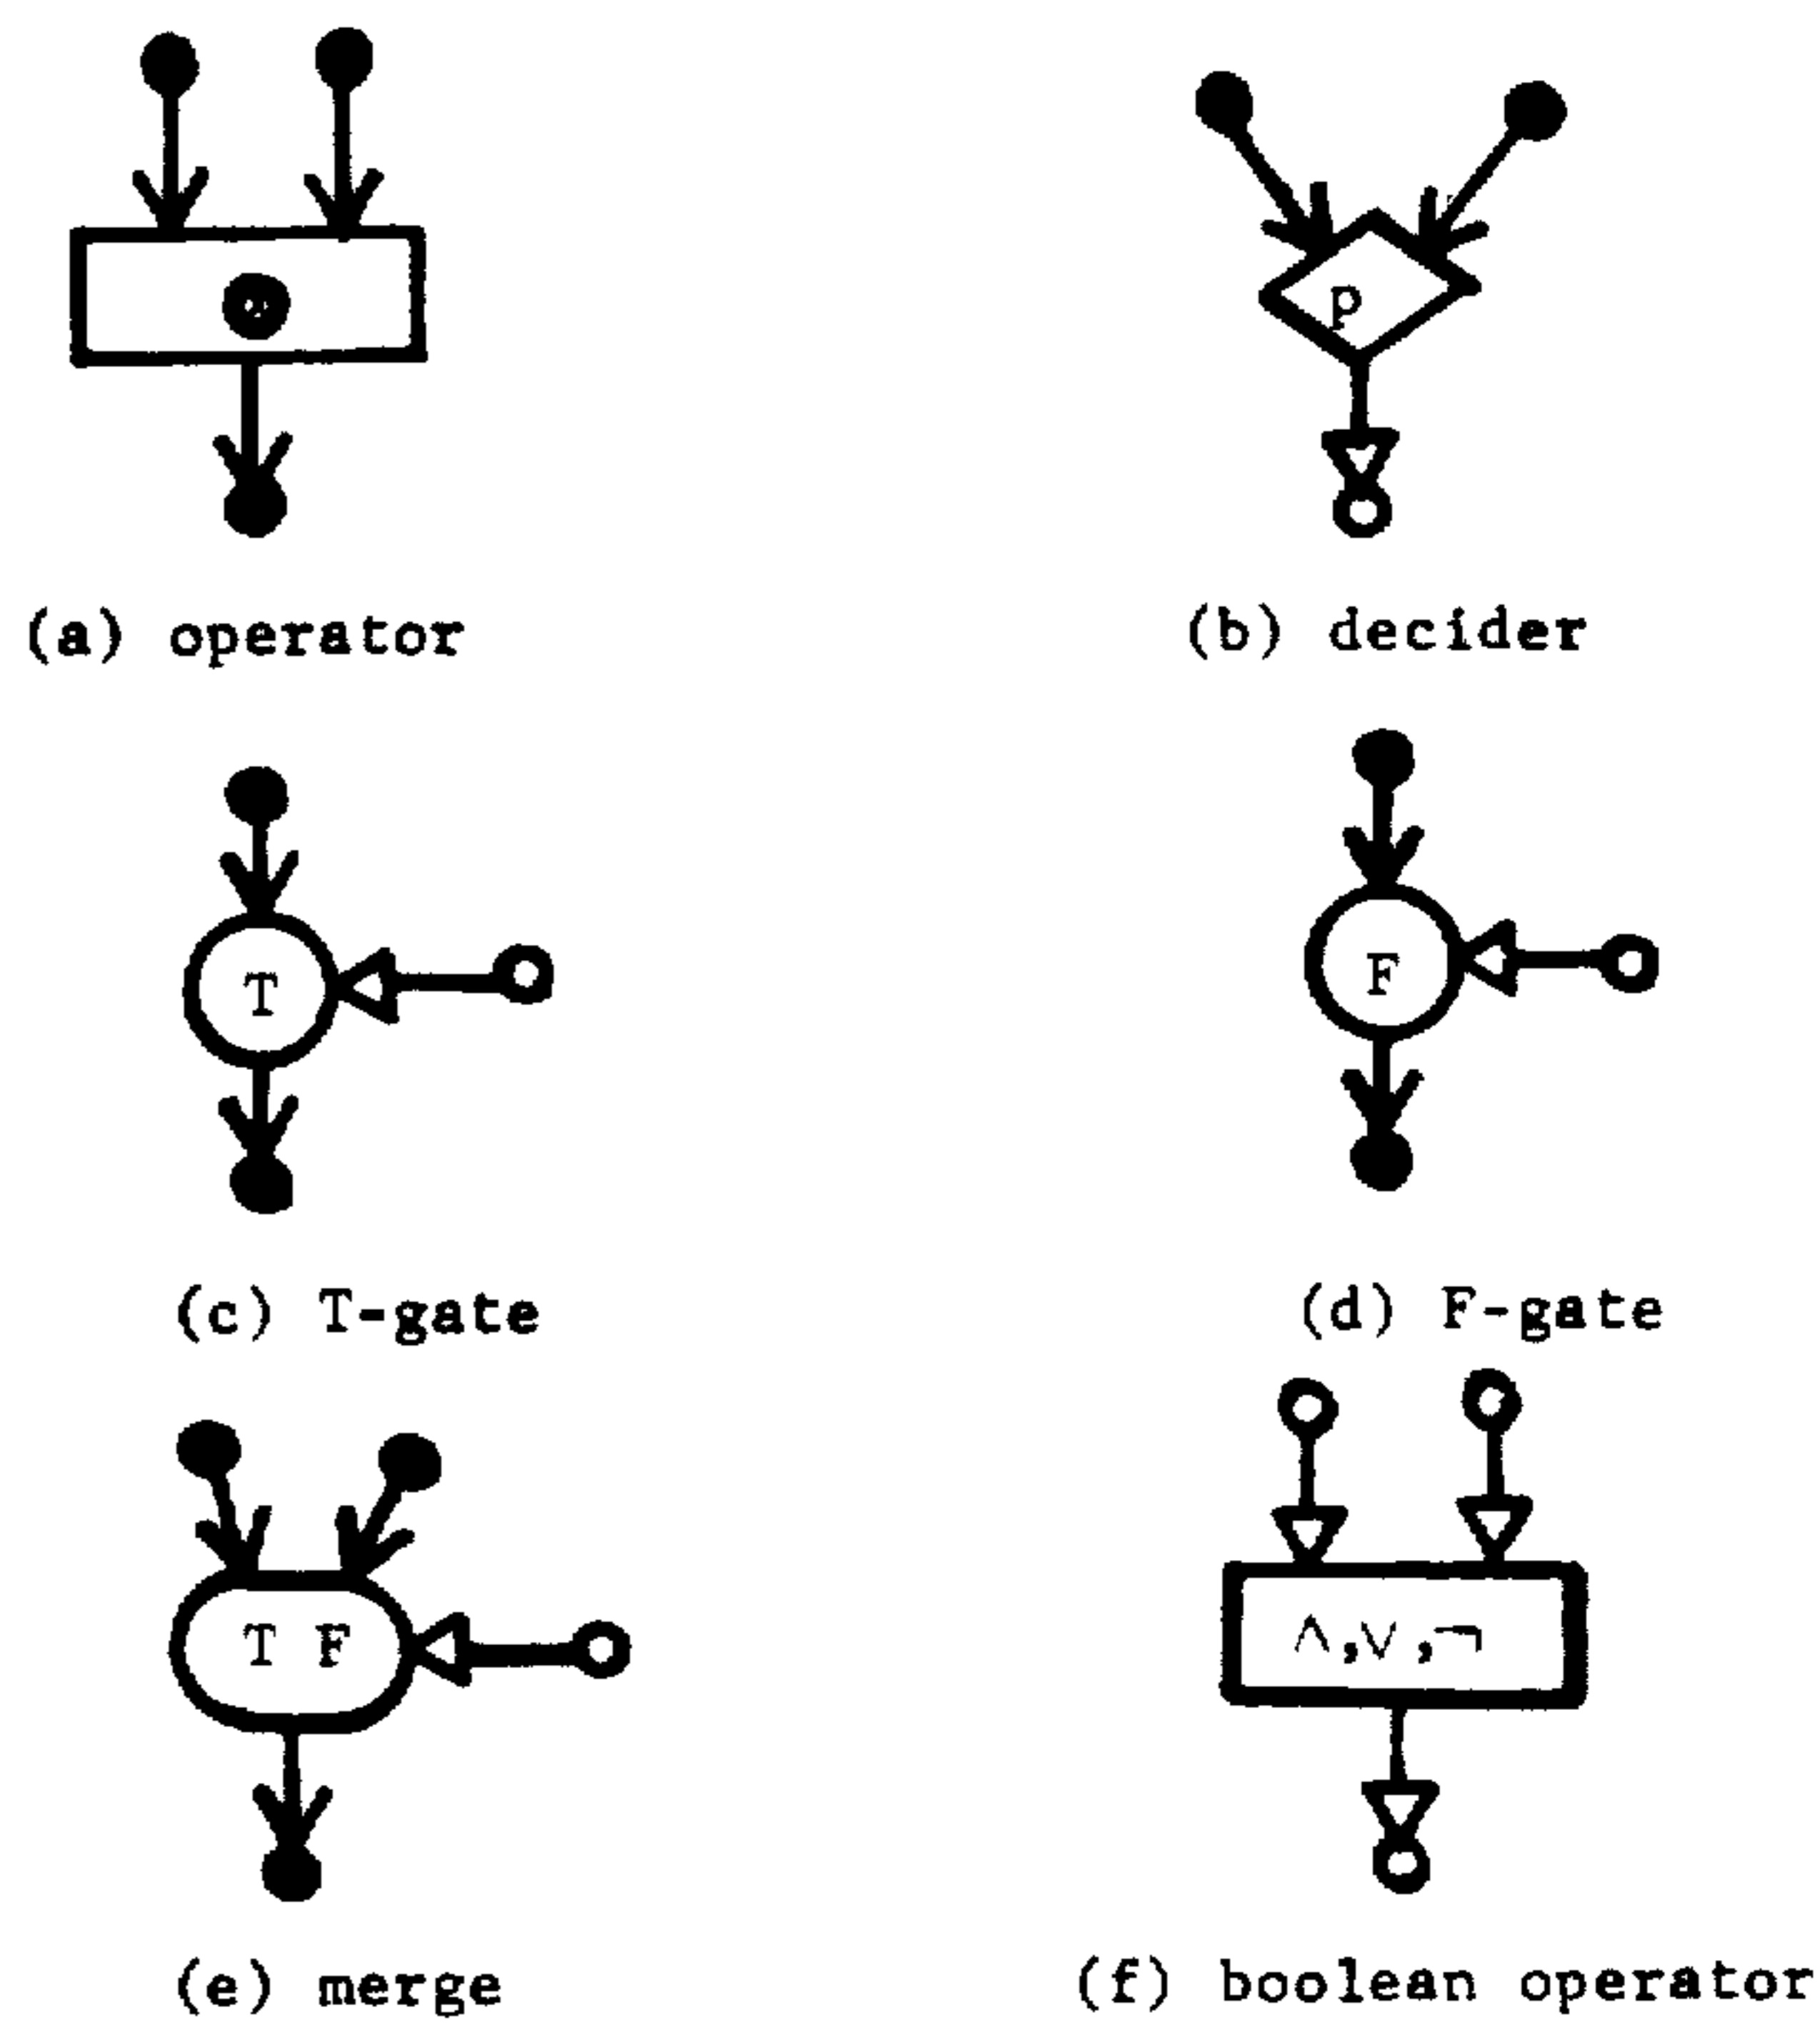 (a) operator
p
(b) decider
T
F
(c) T-gate
(d) F-gate
T F
∧,∨,¬
(e) merge
(f) boolean operator